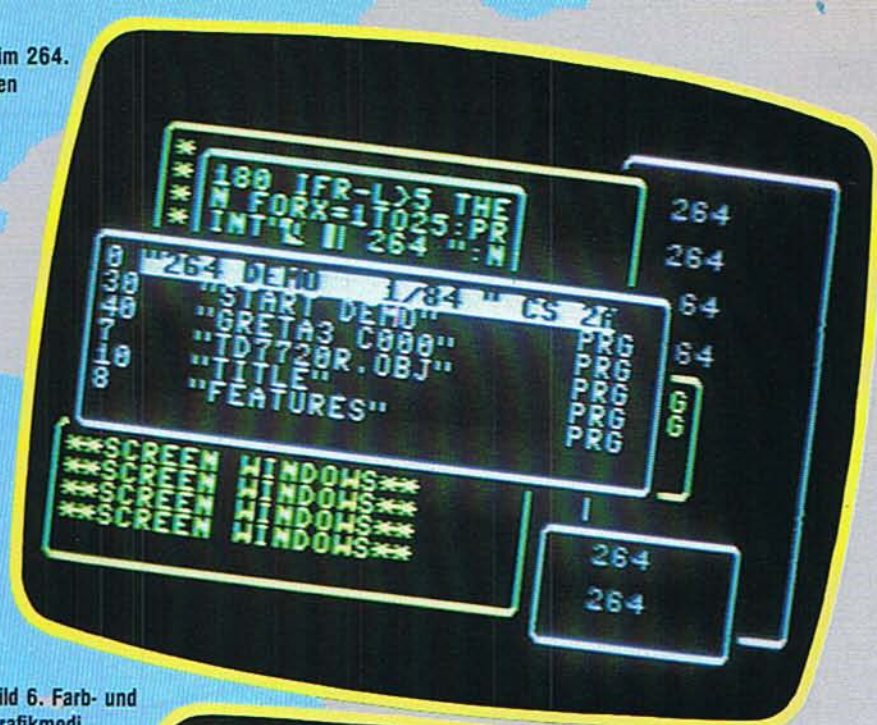 im 264.
en
*
*
*
*
180 IFR-L>5 THE
N FORX=1TO25:PR
INT" 264 ":N
264
264
64
64
0 "264 DEMO 1/84 " CS 2A
30 "START DEMO" PRG
40 "GRETA3 C000" PRG
7 "TD7720R.OBJ" PRG
10 "TITLE" PRG
8 "FEATURES" PRG
G
G
**SCREEN WINDOWS**
**SCREEN WINDOWS**
**SCREEN WINDOWS**
**SCREEN WINDOWS**
264
264
ild 6. Farb- und
rafikmodi